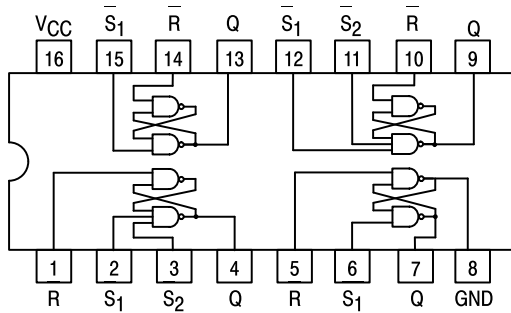 VCC S̅1 R̅ Q S̅1 S̅2 R̅ Q
16 15 14 13 12 11 10 9
1 2 3 4 5 6 7 8
R̅ S̅1 S̅2 Q R̅ S̅1 Q GND